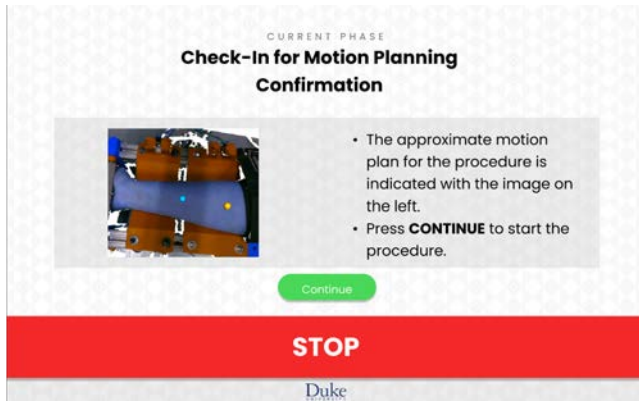 CURRENT PHASE
Check-In for Motion Planning
Confirmation
• The approximate motion
plan for the procedure is
indicated with the image on
the left.
• Press CONTINUE to start the
procedure.
Continue
STOP
Duke
UNIVERSITY